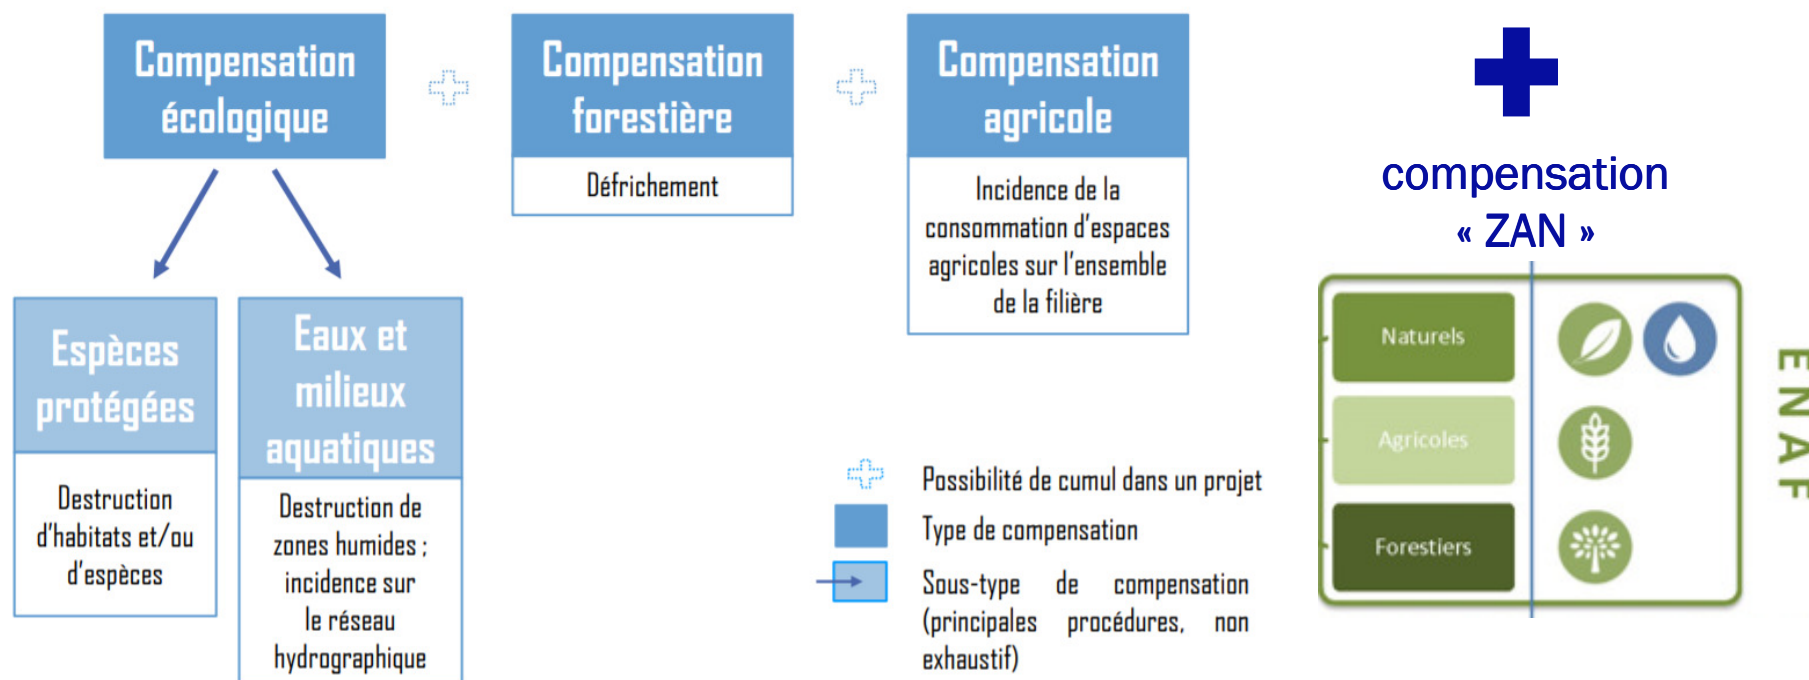 Compensation
écologique
Compensation
forestière
Défrichement
Compensation
agricole
Incidence de la
consommation d'espaces
agricoles sur l'ensemble
de la filière
Espèces
protégées
Destruction
d'habitats et/ou
d'espèces
Eaux et
milieux
aquatiques
Destruction de
zones humides ;
incidence sur
le réseau
hydrographique
Possibilité de cumul dans un projet
Type de compensation
Sous-type de compensation
(principales procédures, non
exhaustif)
compensation
« ZAN »
Naturels
Agricoles
Forestiers
ENAF